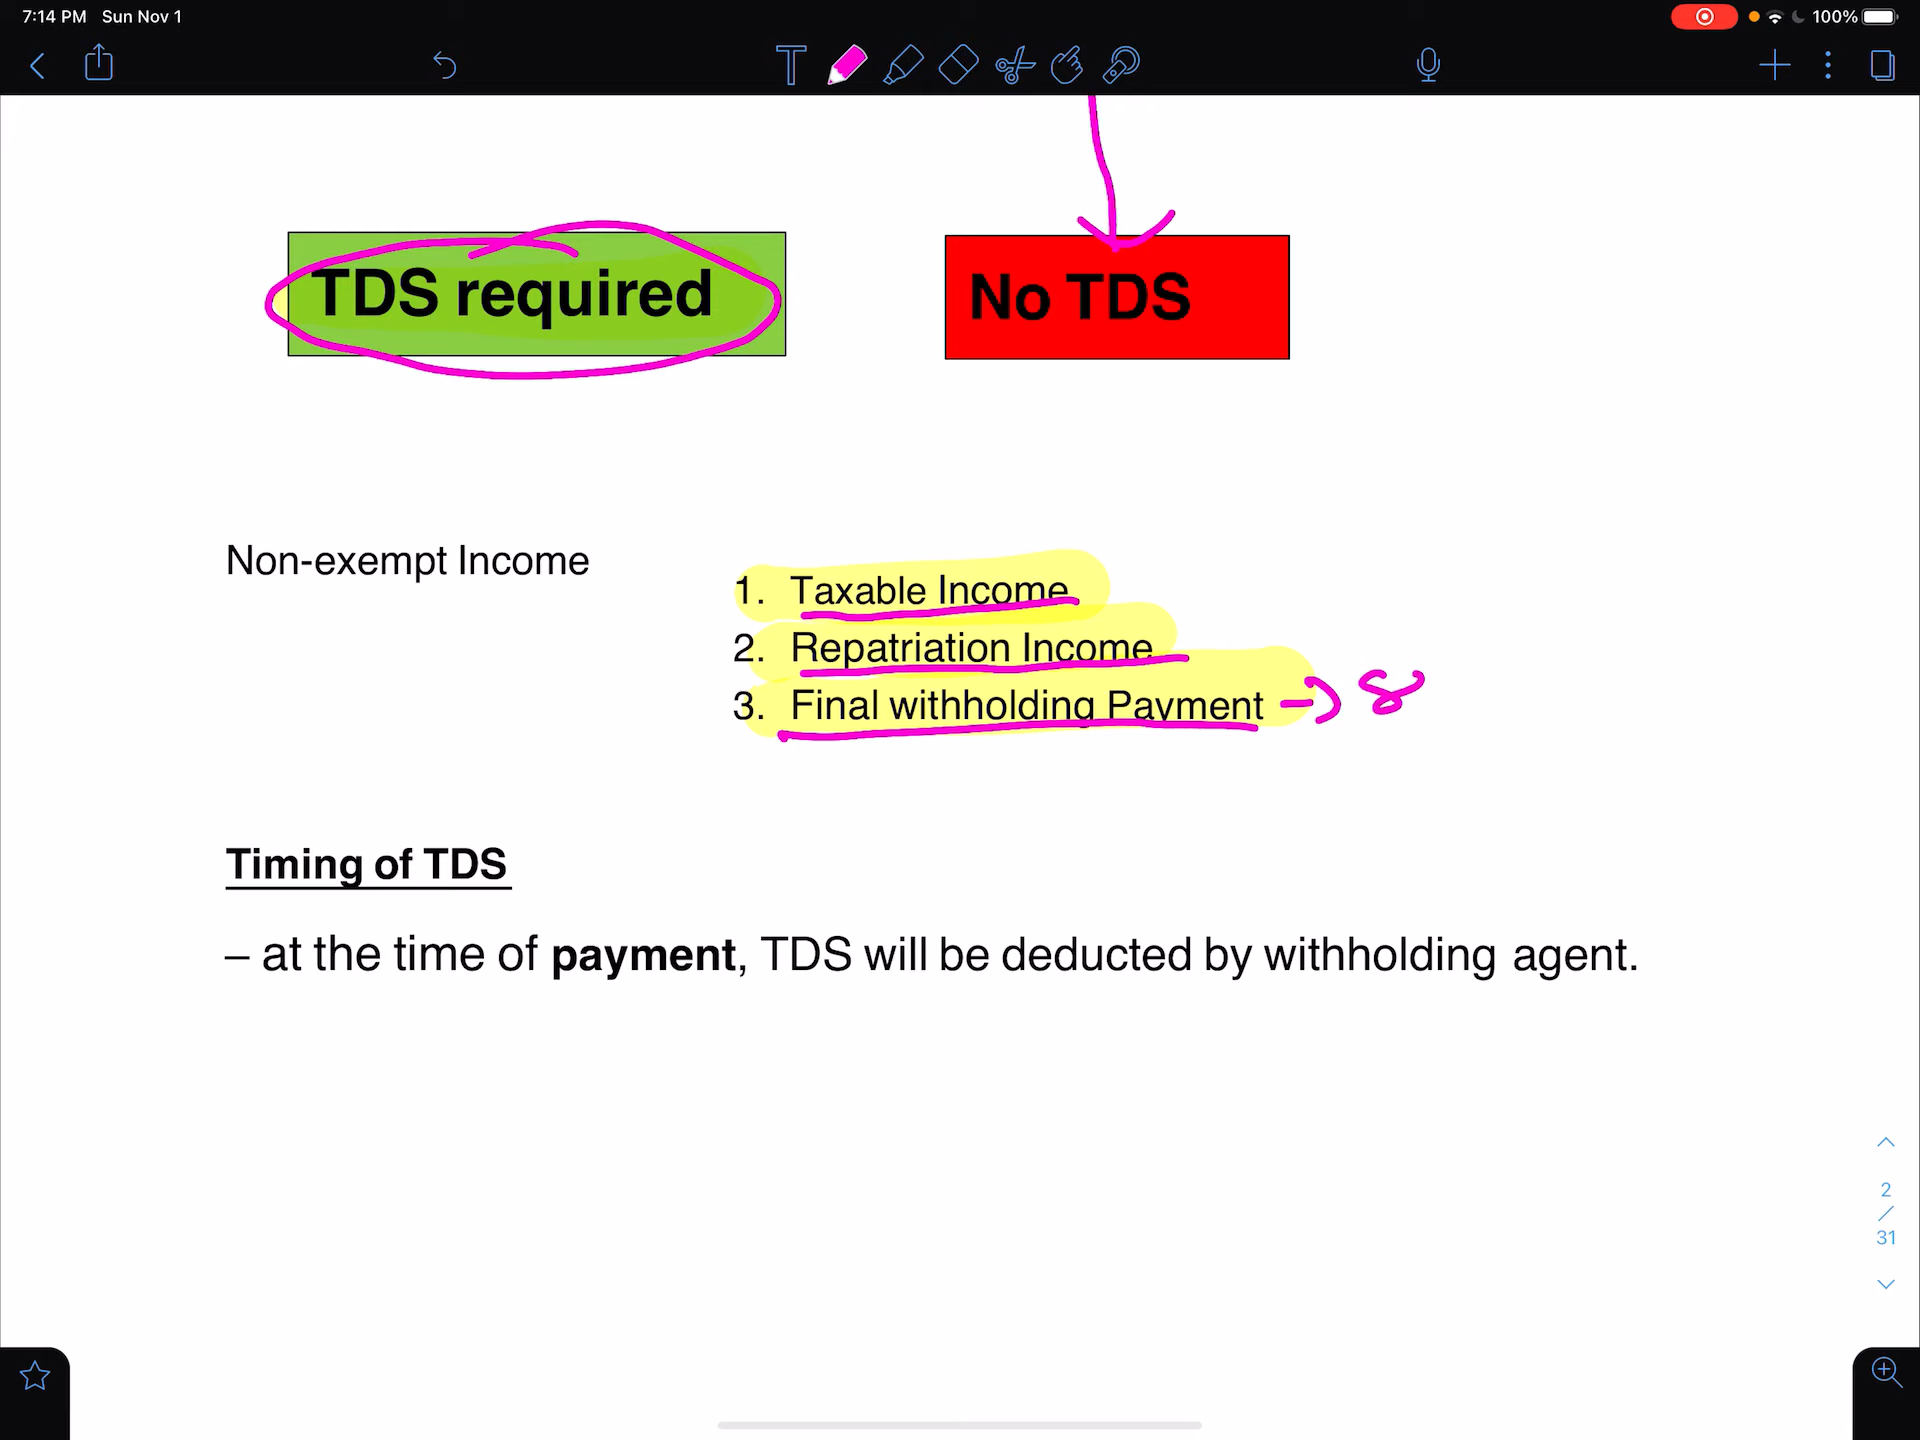 7:14 PM Sun Nov 1
100%
TDS required
No TDS
Non-exempt Income
1. Taxable Income
2. Repatriation Income
3. Final withholding Payment → 8
Timing of TDS
– at the time of payment, TDS will be deducted by withholding agent.
2
/
31